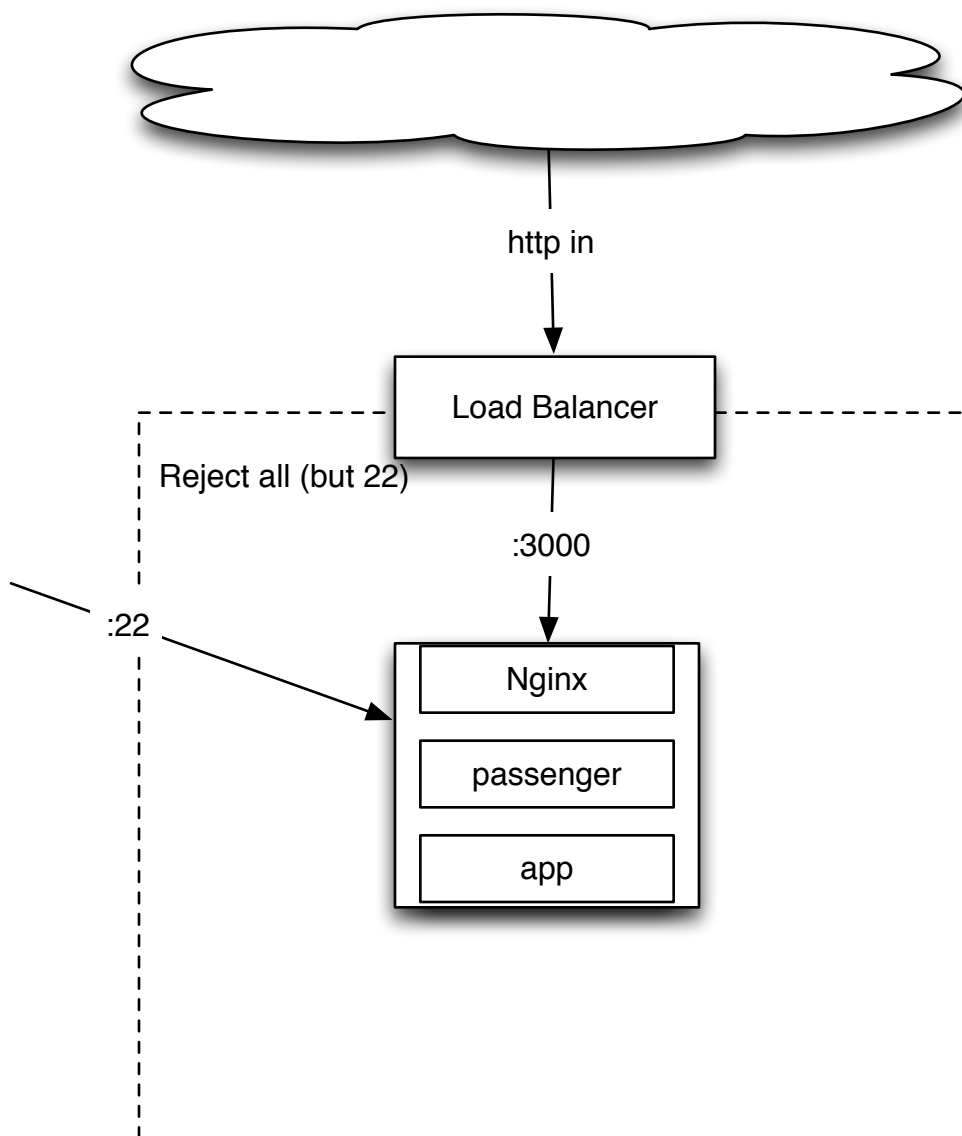 http in
Load Balancer
Reject all (but 22)
:3000
:22
Nginx
passenger
app